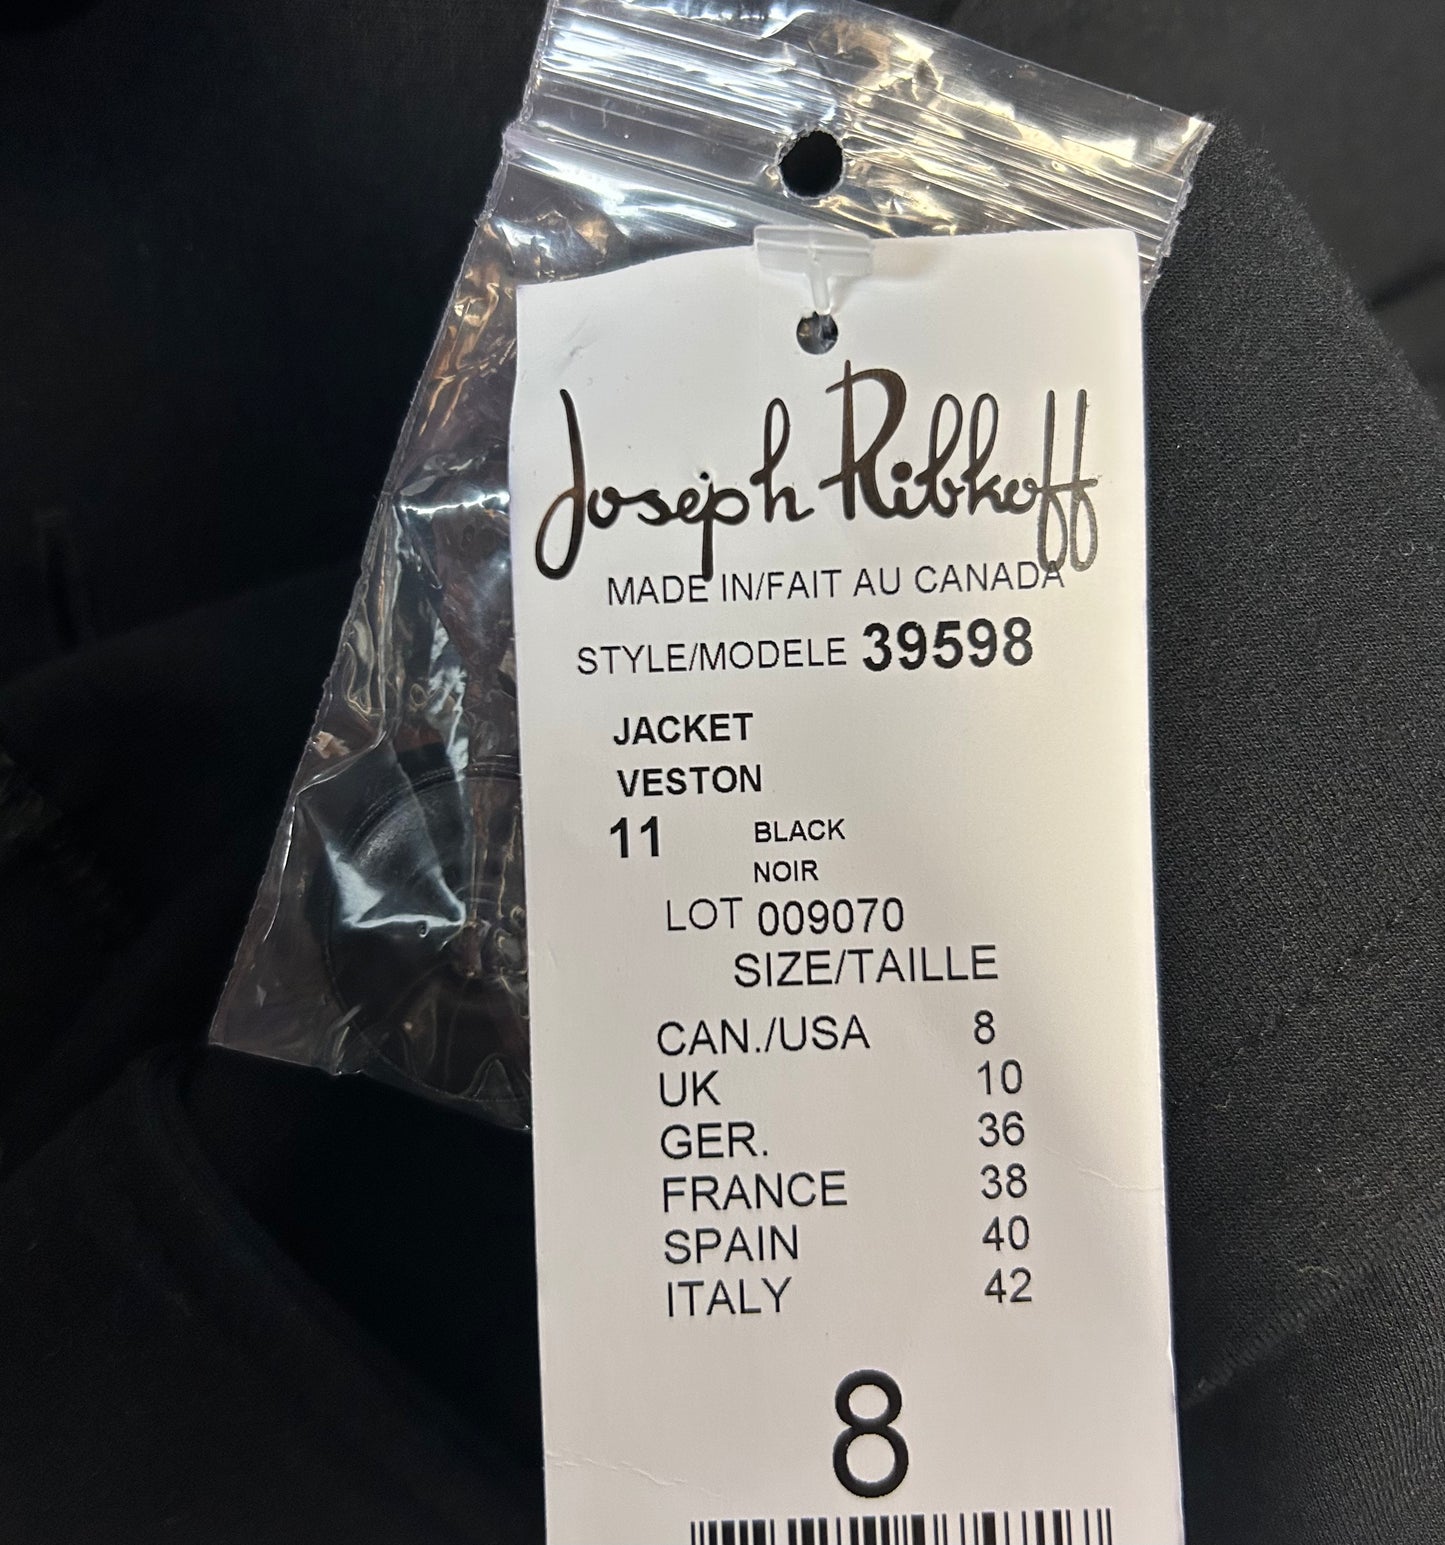 Joseph Ribkoff
MADE IN/FAIT AU CANADA
STYLE/MODELE 39598
JACKET
VESTON
11 BLACK
NOIR
LOT 009070
SIZE/TAILLE
CAN./USA 8
UK 10
GER. 36
FRANCE 38
SPAIN 40
ITALY 42
8